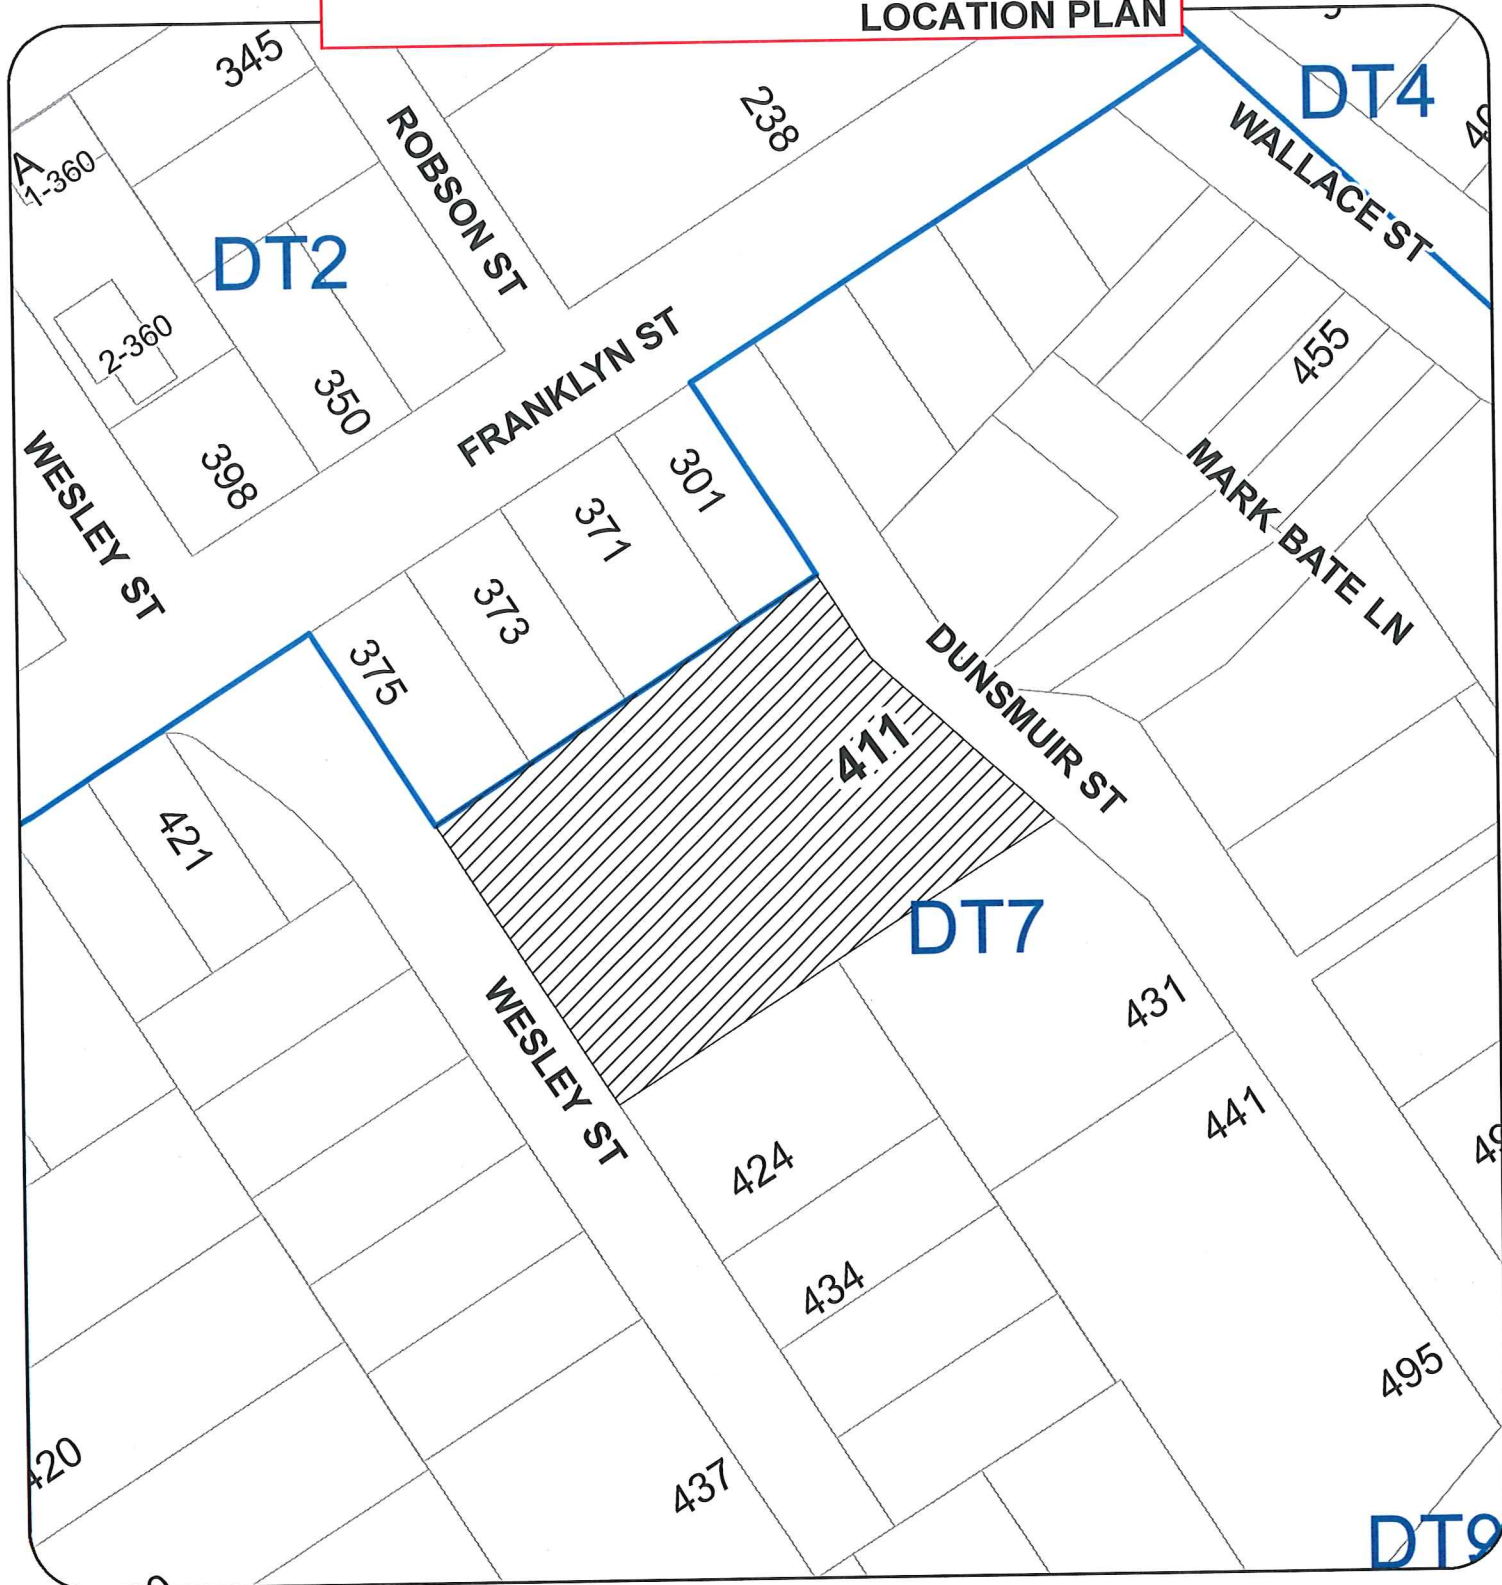 LOCATION PLAN
345
DT4
ROBSON ST
238
WALLACE ST
A
1-360
DT2
2-360
350
FRANKLYN ST
455
398
301
WESLEY ST
371
MARK BATE LN
373
375
DUNSMUIR ST
411
421
DT7
431
WESLEY ST
441
424
434
495
420
437
DT9